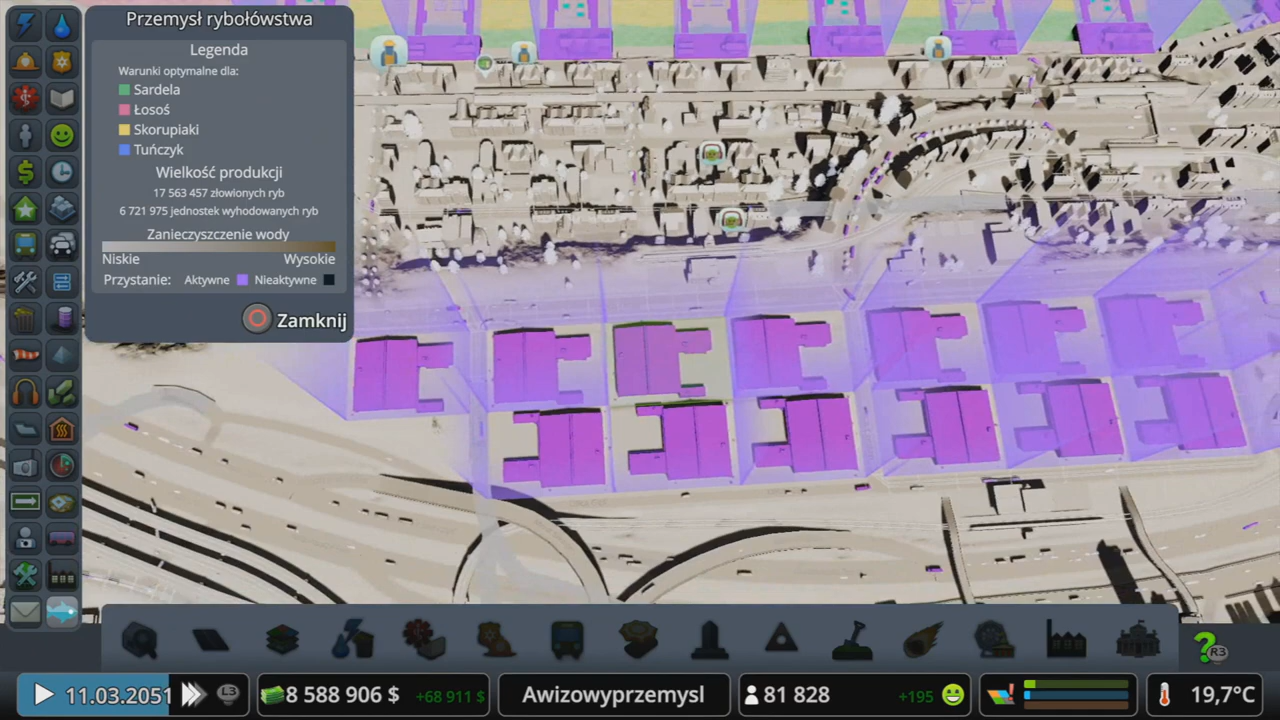 Przemysł rybołówstwa
Legenda
Warunki optymalne dla:
Sardela
Łosoś
Skorupiaki
Tuńczyk
Wielkość produkcji
17 563 457 złowionych ryb
6 721 975 jednostek wyhodowanych ryb
Zanieczyszczenie wody
Niskie Wysokie
Przystanie: Aktywne Nieaktywne
Zamknij
R3
11.03.2051 L3 8 588 906 $ +68 911 $ Awizowyprzemysl 81 828 +195 19,7°C